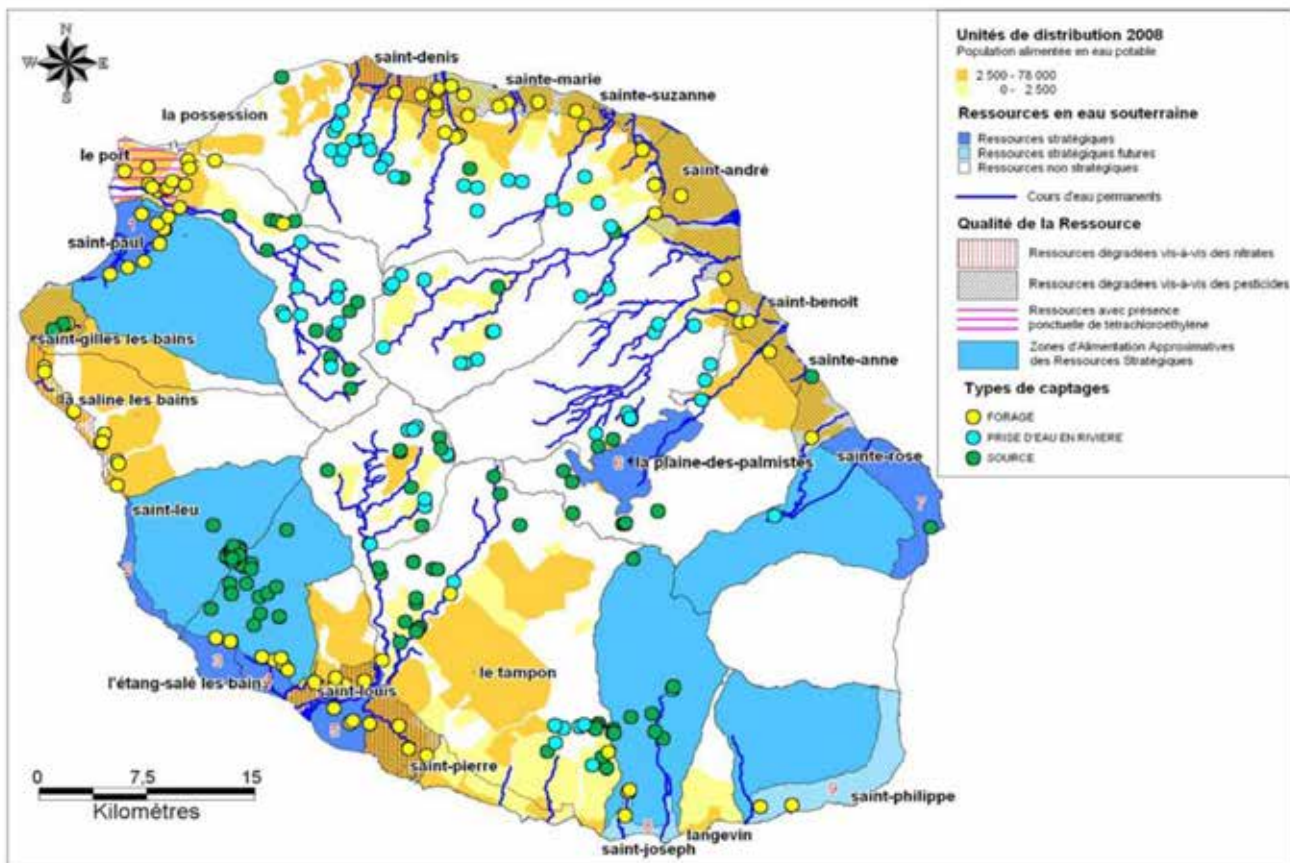 N
W E
S
saint-denis
sainte-marie
sainte-suzanne
la possession
le port
saint-andré
1
saint-paul
saint-benoît
saint-gilles les bains
sainte-anne
la saline les bains
la plaine-des-palmistes
sainte-rose
7
saint-leu
l'étang-salé les bains
saint-louis
le tampon
saint-pierre
saint-philippe
9
langevin
saint-joseph
0 7,5 15
Kilomètres
Unités de distribution 2008
Population alimentée en eau potable
2 500 - 78 000
0 - 2 500
Ressources en eau souterraine
Ressources stratégiques
Ressources stratégiques futures
Ressources non stratégiques
Cours d'eau permanents
Qualité de la Ressource
Ressources dégradées vis-à-vis des nitrates
Ressources dégradées vis-à-vis des pesticides
Ressources avec présence
ponctuelle de tétrachloroethylène
Zones d'Alimentation Approximatives
des Ressources Stratégiques
Types de captages
FORAGE
PRISE D'EAU EN RIVIERE
SOURCE